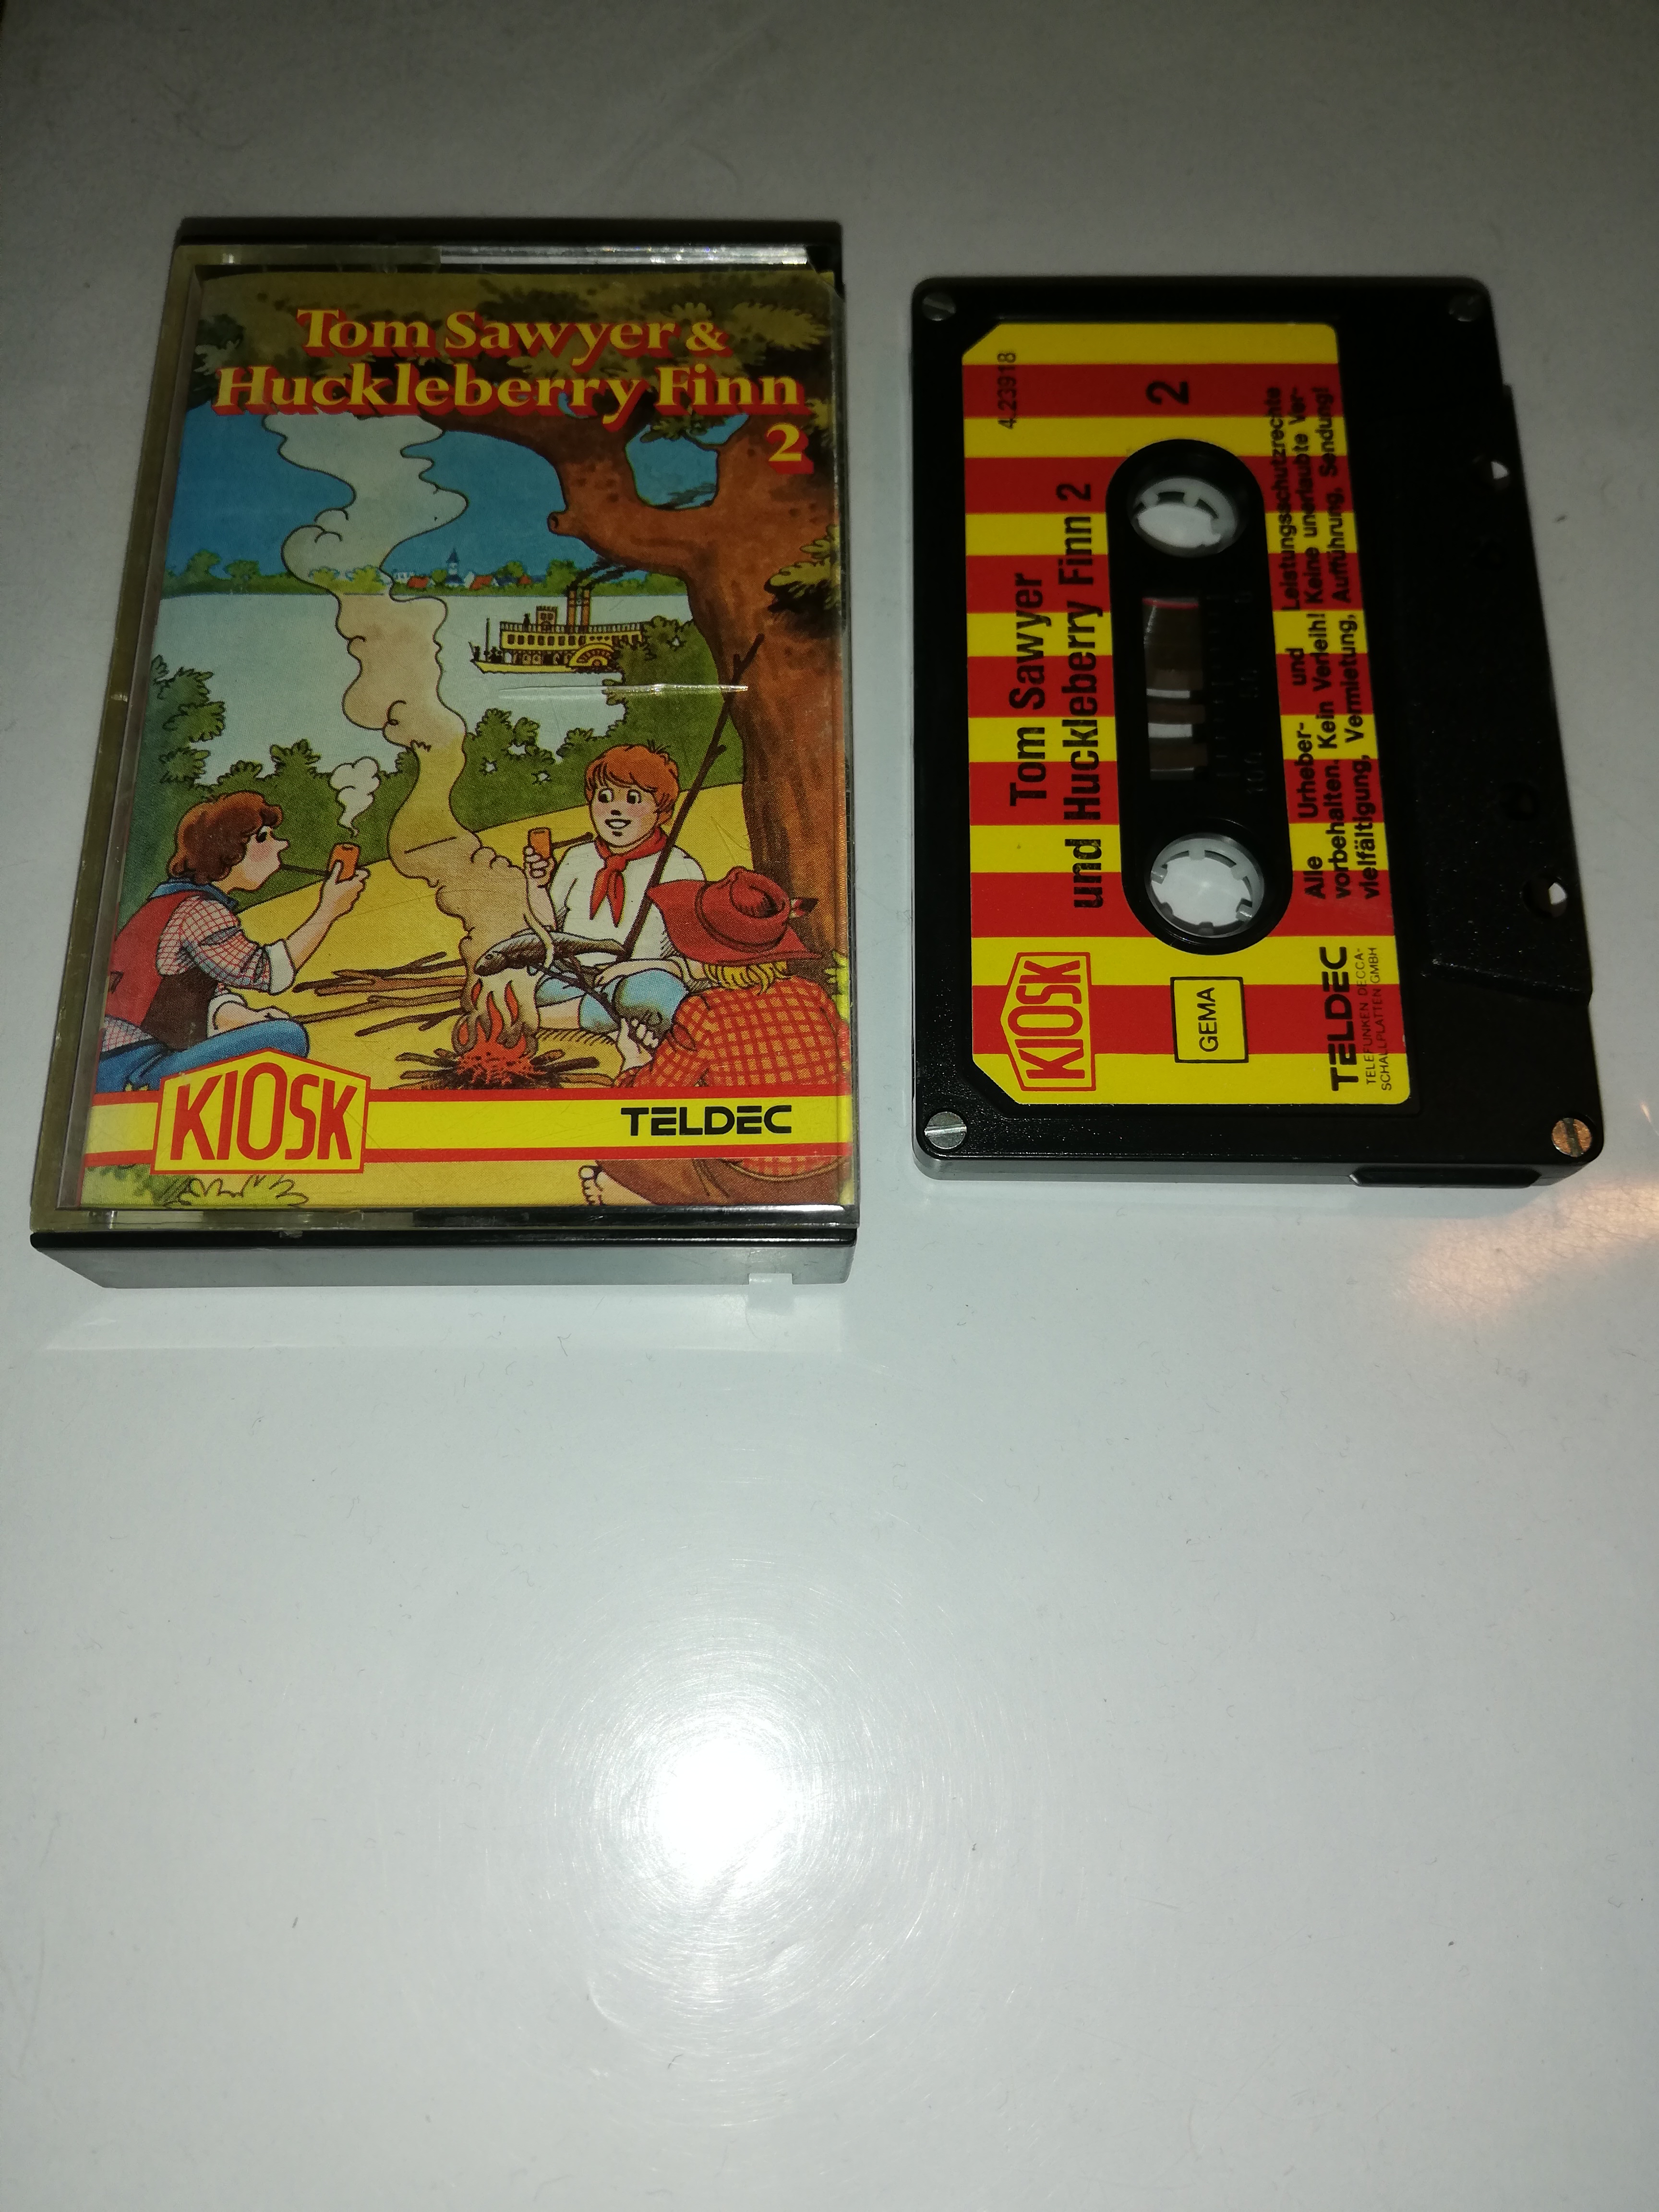 Tom Sawyer &
Huckleberry Finn
2
KIOSK
TELDEC
4.23918
2
Tom Sawyer
und Huckleberry Finn 2
KIOSK
GEMA
Alle Urheber- und Leistungsschutzrechte
vorbehalten. Kein Verleih! Keine unerlaubte Ver-
vielfältigung, Vermietung, Aufführung, Sendung!
TELDEC
TELEFUNKEN DECCA-
SCHALLPLATTEN GMBH